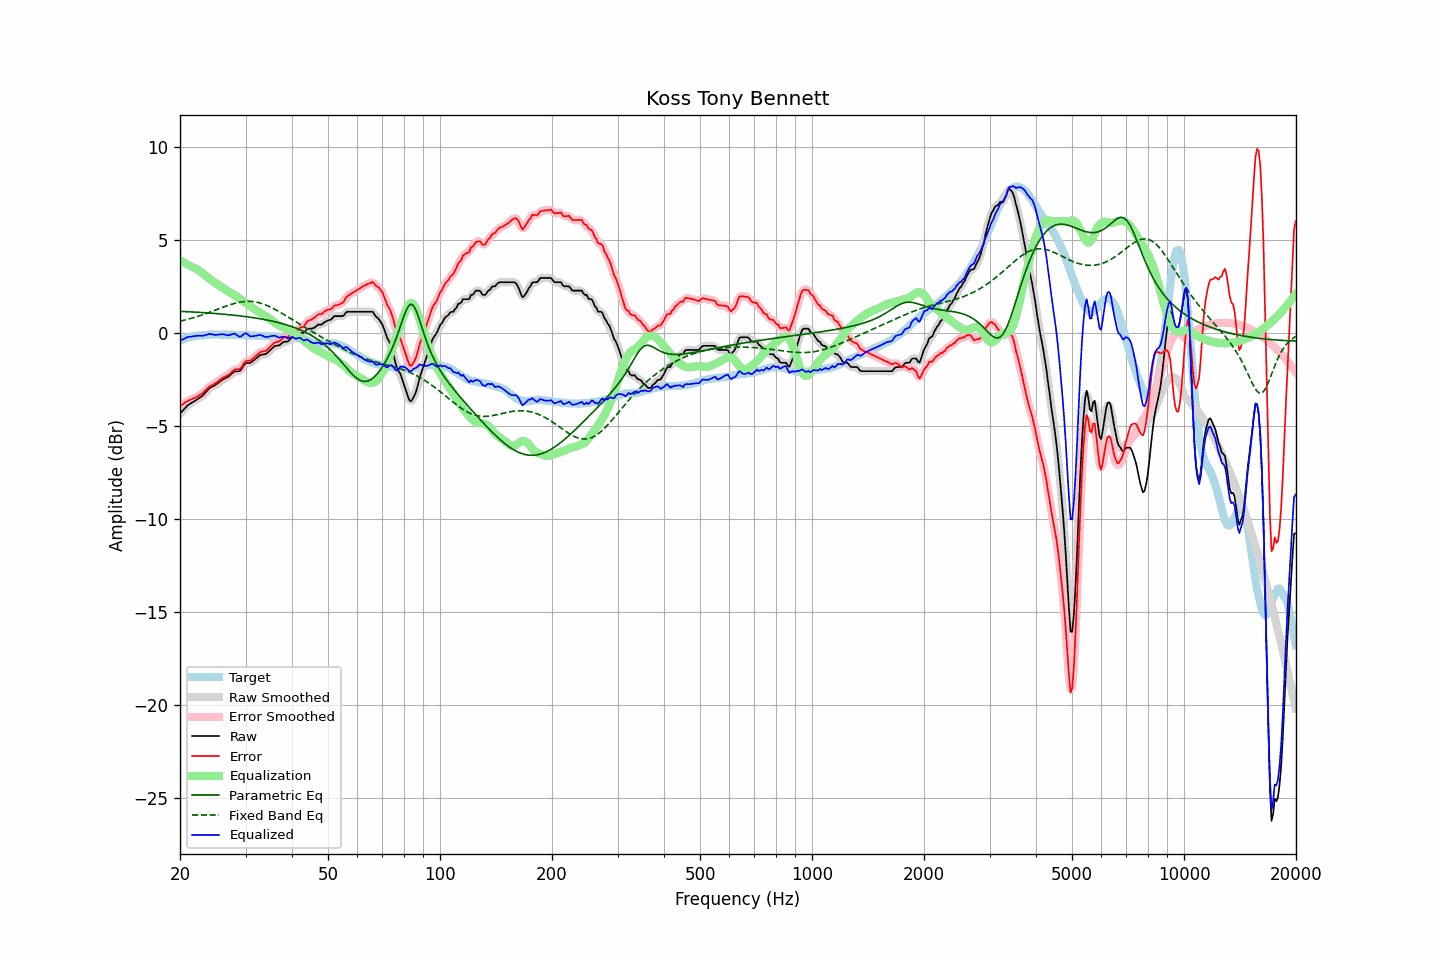 Koss Tony Bennett
10
5
0
−5
−10
−15
−20
−25
Amplitude (dBr)
Target
Raw Smoothed
Error Smoothed
Raw
Error
Equalization
Parametric Eq
Fixed Band Eq
Equalized
20 50 100 200 500 1000 2000 5000 10000 20000
Frequency (Hz)